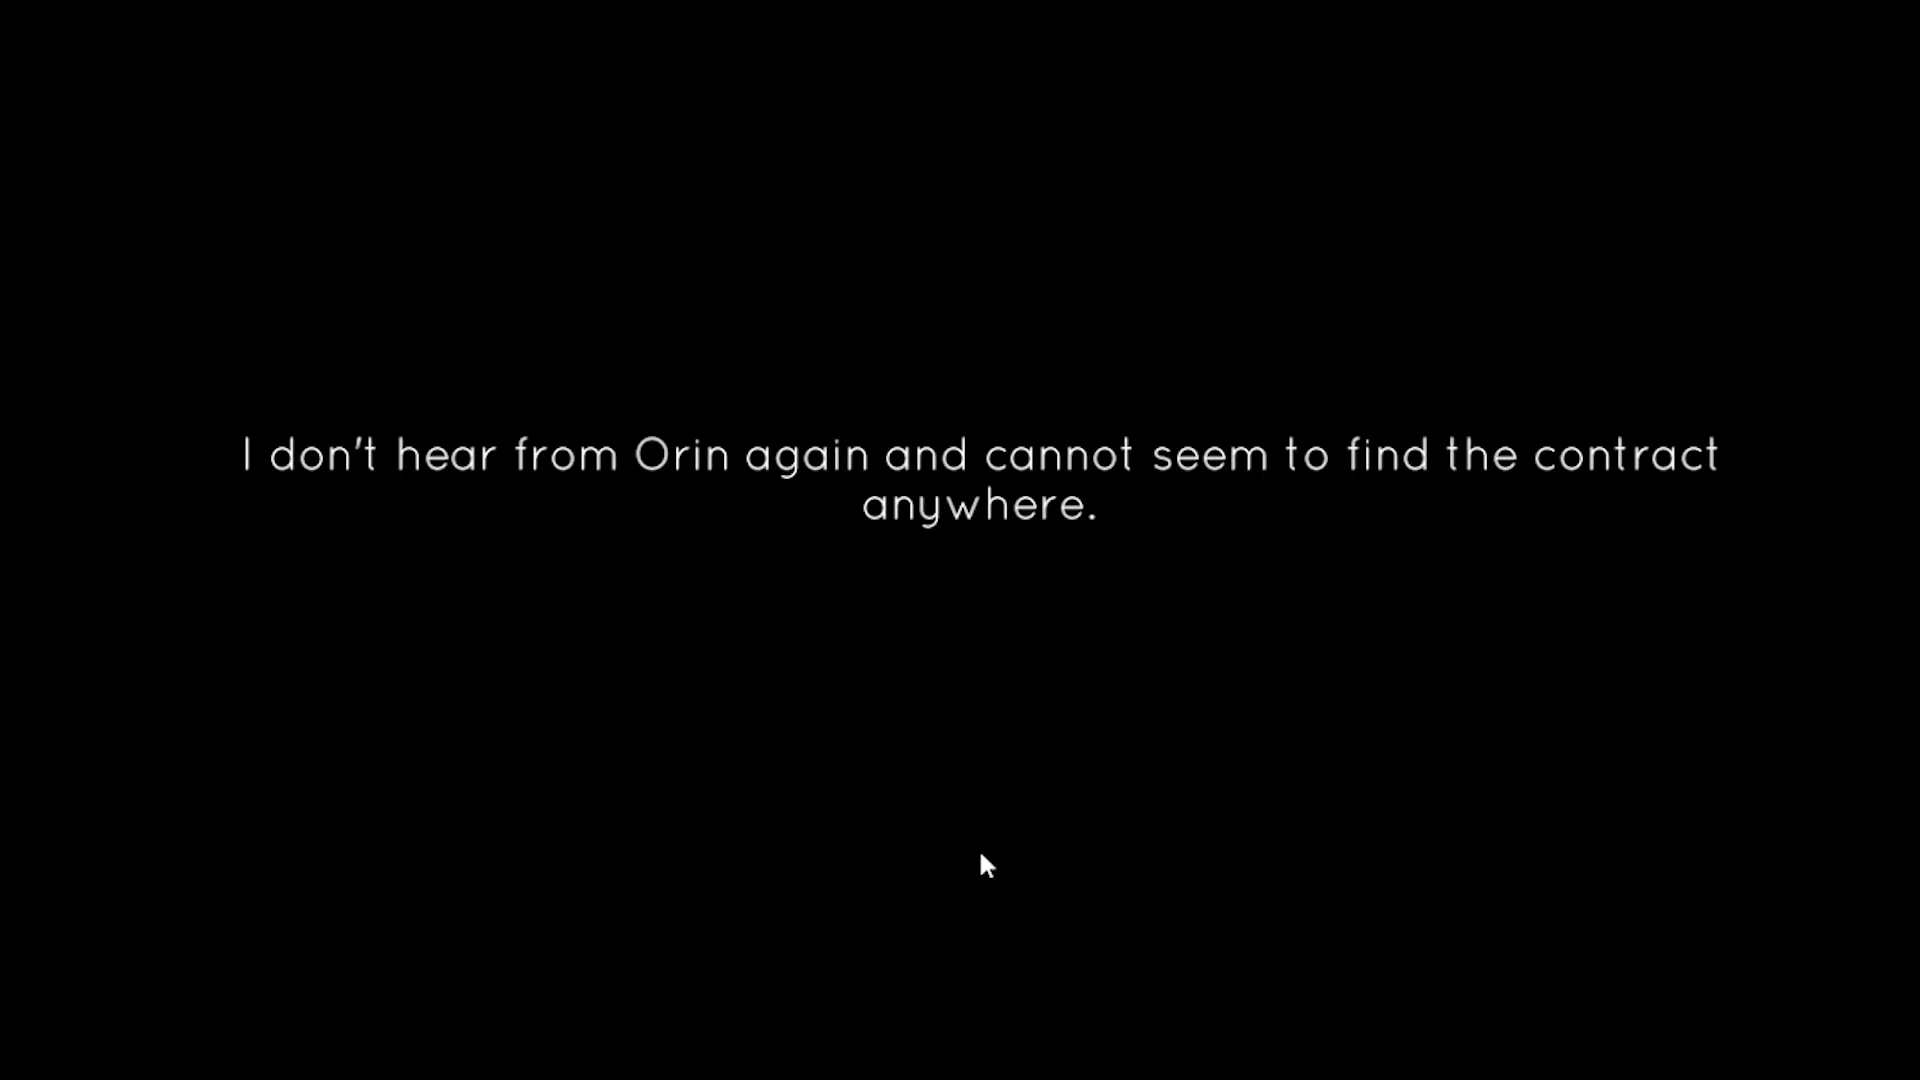 I don't hear from Orin again and cannot seem to find the contract
anywhere.